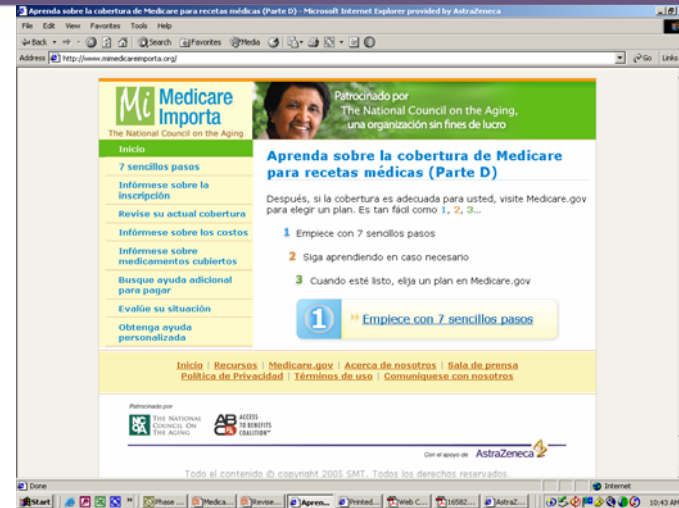 Aprenda sobre la cobertura de Medicare para recetas médicas (Parte D) - Microsoft Internet Explorer provided by AstraZeneca
File Edit View Favorites Tools Help
Back Search Favorites Media
Address http://www.mimedicareimporta.org/ Go Links
Mi Medicare Importa
The National Council on the Aging
Patrocinado por
The National Council on the Aging,
una organización sin fines de lucro
Inicio
7 sencillos pasos
Infórmese sobre la
inscripción
Revise su actual cobertura
Infórmese sobre los costos
Infórmese sobre
medicamentos cubiertos
Busque ayuda adicional
para pagar
Evalúe su situación
Obtenga ayuda
personalizada
Aprenda sobre la cobertura de Medicare
para recetas médicas (Parte D)
Después, si la cobertura es adecuada para usted, visite Medicare.gov
para elegir un plan. Es tan fácil como 1, 2, 3...
1 Empiece con 7 sencillos pasos
2 Siga aprendiendo en caso necesario
3 Cuando esté listo, elija un plan en Medicare.gov
1 » Empiece con 7 sencillos pasos
Inicio | Recursos | Medicare.gov | Acerca de nosotros | Sala de prensa
Política de Privacidad | Términos de uso | Comuníquese con nosotros
Patrocinado por
NCOA THE NATIONAL COUNCIL ON THE AGING
ABC ACCESS TO BENEFITS COALITION
Con el apoyo de AstraZeneca
Todo el contenido © copyright 2005 SMT. Todos los derechos reservados.
Done Internet
Start Phase ... Medica... Revise... Apren... Printed... Web C... 16582... AstraZ... 10:43 AM